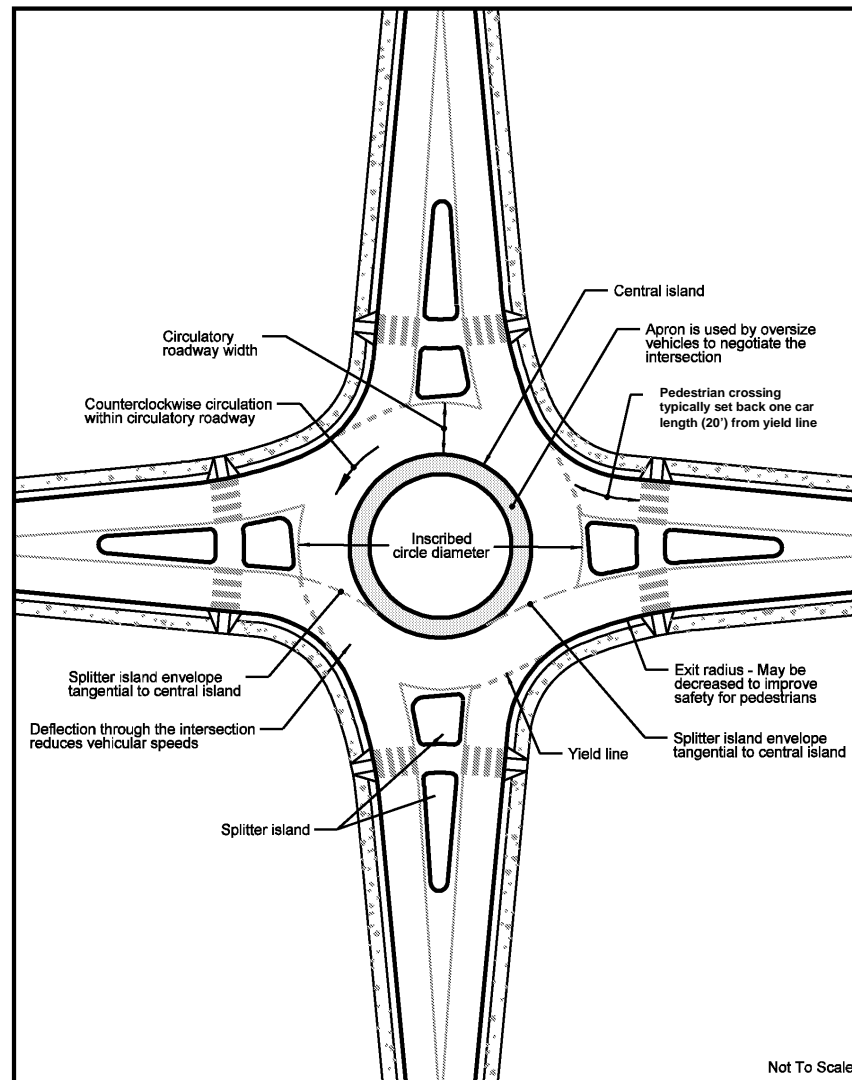 Central island
Circulatory
roadway width
Apron is used by oversize
vehicles to negotiate the
intersection
Counterclockwise circulation
within circulatory roadway
Pedestrian crossing
typically set back one car
length (20') from yield line
Inscribed
circle diameter
Splitter island envelope
tangential to central island
Exit radius - May be
decreased to improve
safety for pedestrians
Deflection through the intersection
reduces vehicular speeds
Yield line
Splitter island envelope
tangential to central island
Splitter island
Not To Scale